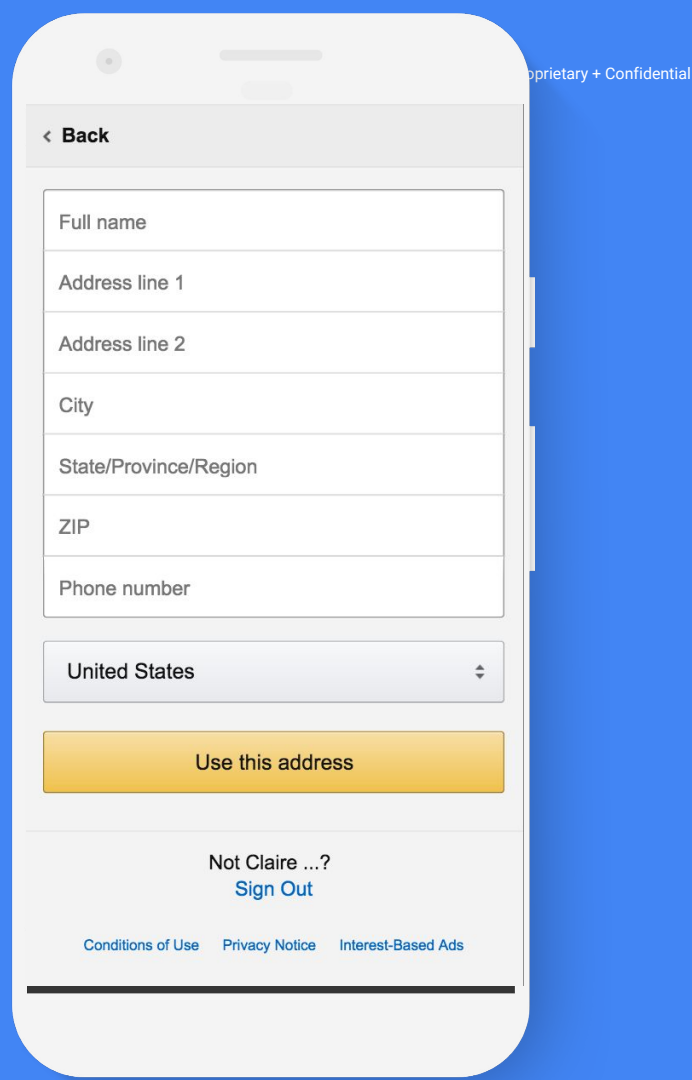 + Confidential
Back
Full name
Address line 1
Address line 2
City
State/Province/Region
ZIP
Phone number
United States
Use this address
Not Claire ...?
Sign Out
Conditions of Use Privacy Notice Interest-Based Ads